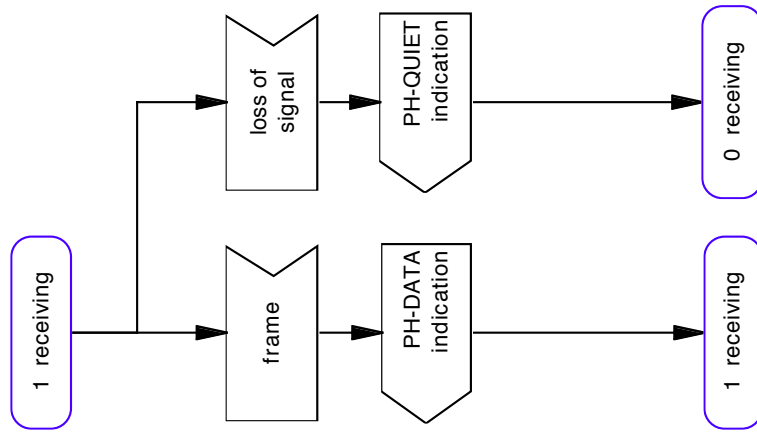 1 receiving
frame
loss of
signal
PH-DATA
indication
PH-QUIET
indication
1 receiving
0 receiving